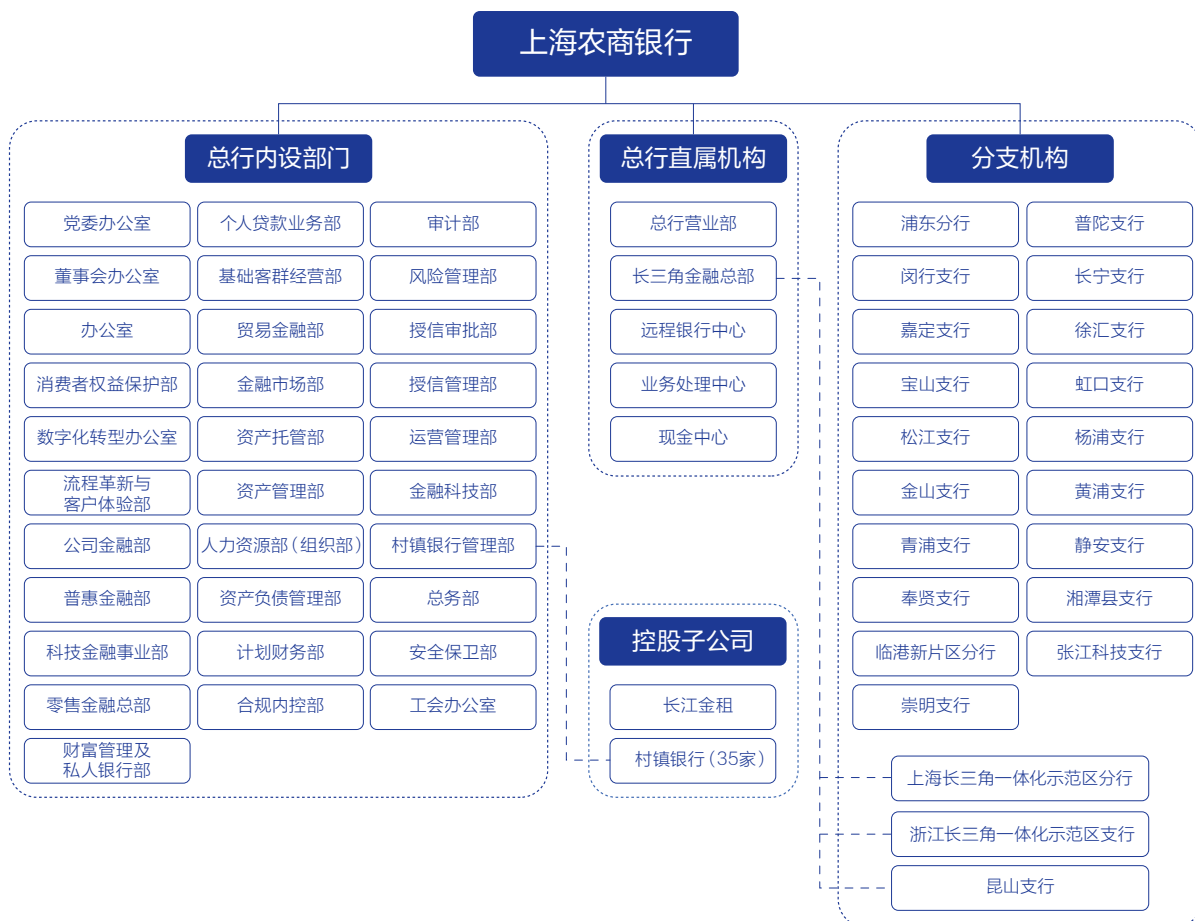 上海农商银行
总行内设部门
党委办公室
个人贷款业务部
审计部
董事会办公室
基础客群经营部
风险管理部
办公室
贸易金融部
授信审批部
消费者权益保护部
金融市场部
授信管理部
数字化转型办公室
资产托管部
运营管理部
流程革新与
客户体验部
资产管理部
金融科技部
公司金融部
人力资源部（组织部）
村镇银行管理部
普惠金融部
资产负债管理部
总务部
科技金融事业部
计划财务部
安全保卫部
零售金融总部
合规内控部
工会办公室
财富管理及
私人银行部
总行直属机构
总行营业部
长三角金融总部
远程银行中心
业务处理中心
现金中心
控股子公司
长江金租
村镇银行（35家）
分支机构
浦东分行
普陀支行
闵行支行
长宁支行
嘉定支行
徐汇支行
宝山支行
虹口支行
松江支行
杨浦支行
金山支行
黄浦支行
青浦支行
静安支行
奉贤支行
湘潭县支行
临港新片区分行
张江科技支行
崇明支行
上海长三角一体化示范区分行
浙江长三角一体化示范区支行
昆山支行